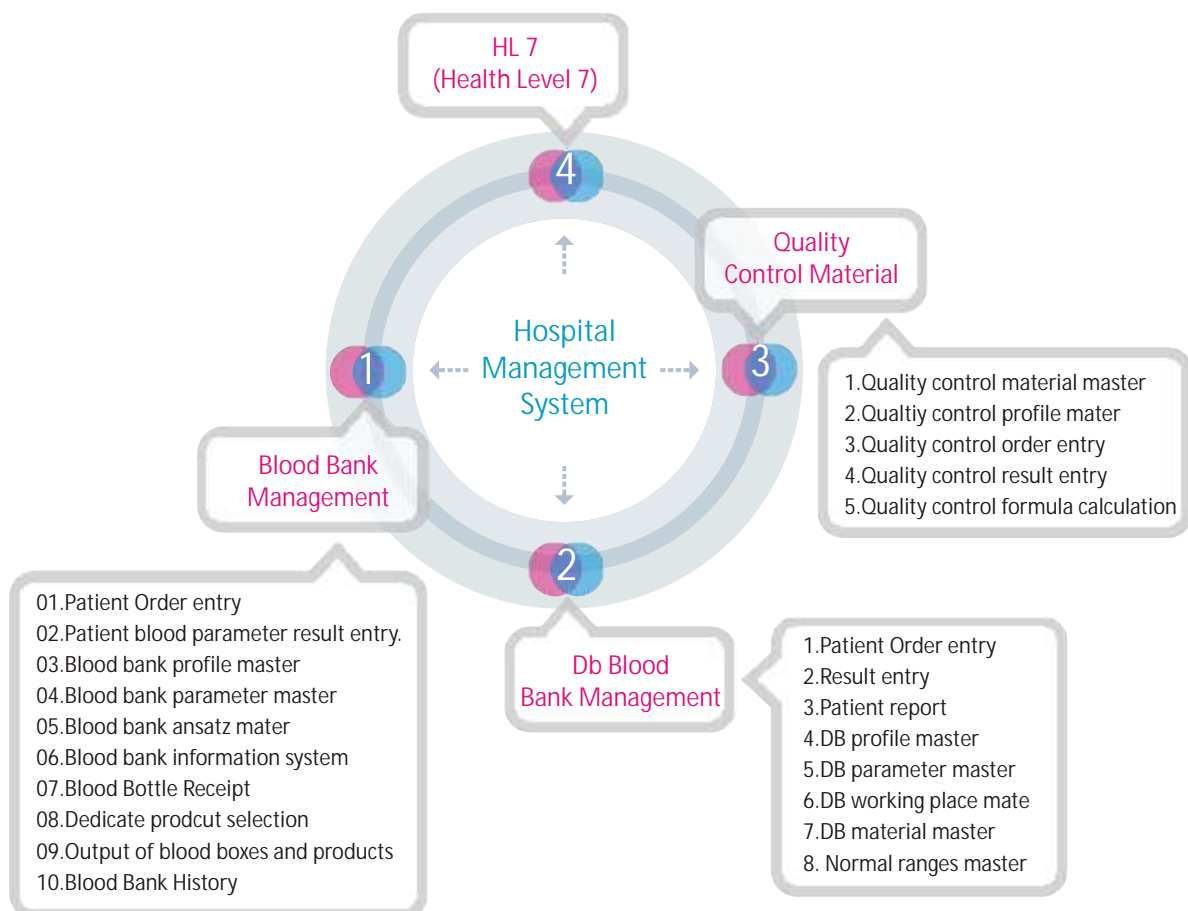 HL 7
(Health Level 7)
4
Quality
Control Material
3
1.Quality control material master
2.Qualtiy control profile mater
3.Quality control order entry
4.Quality control result entry
5.Quality control formula calculation
Hospital
Management
System
1
Blood Bank
Management
01.Patient Order entry
02.Patient blood parameter result entry.
03.Blood bank profile master
04.Blood bank parameter master
05.Blood bank ansatz mater
06.Blood bank information system
07.Blood Bottle Receipt
08.Dedicate prodcut selection
09.Output of blood boxes and products
10.Blood Bank History
2
Db Blood
Bank Management
1.Patient Order entry
2.Result entry
3.Patient report
4.DB profile master
5.DB parameter master
6.DB working place mate
7.DB material master
8. Normal ranges master